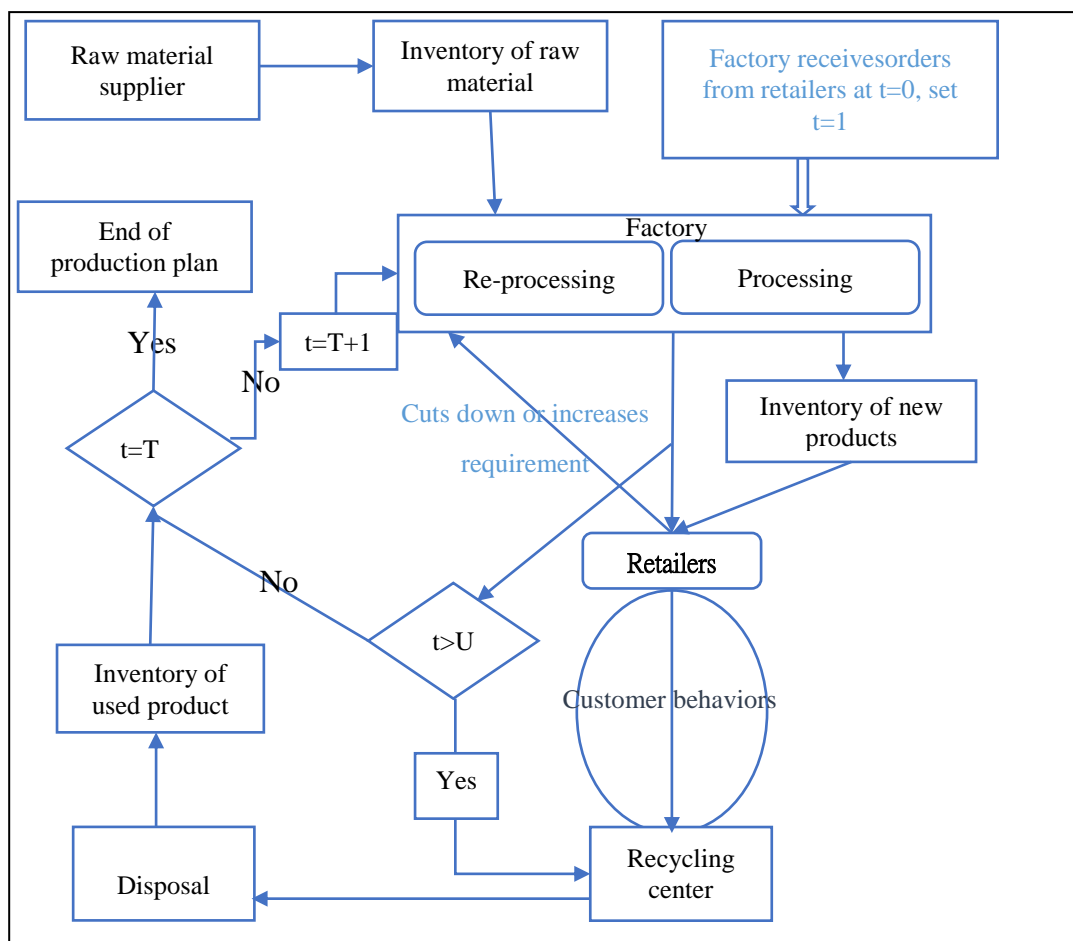 Raw material
supplier
Inventory of raw
material
Factory receivesorders
from retailers at t=0, set
t=1
Factory
Re-processing
Processing
End of
production plan
t=T+1
Yes
No
Cuts down or increases
requirement
Inventory of new
products
t=T
Retailers
No
t>U
Inventory of
used product
Customer behaviors
Yes
Disposal
Recycling
center